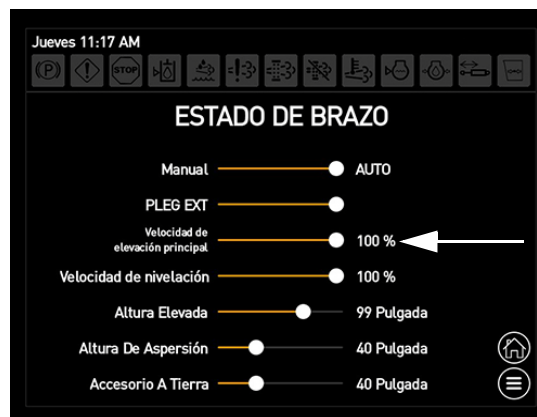 Jueves 11:17 AM
P
STOP
ESTADO DE BRAZO
Manual AUTO
PLEG EXT
Velocidad de
elevación principal 100 %
Velocidad de nivelación 100 %
Altura Elevada 99 Pulgada
Altura De Aspersión 40 Pulgada
Accesorio A Tierra 40 Pulgada